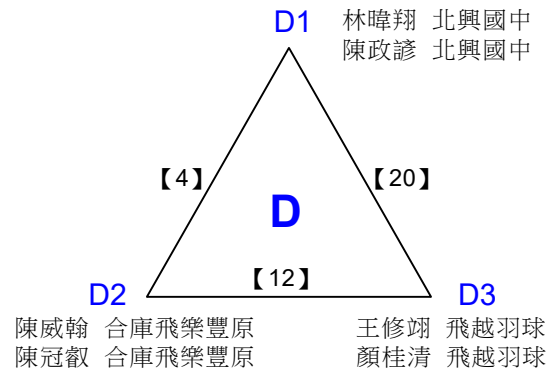 D1
林暐翔 北興國中
陳政諺 北興國中
【4】
【20】
D
【12】
D2
D3
陳威翰 合庫飛樂豐原
陳冠叡 合庫飛樂豐原
王修翊 飛越羽球
顏桂清 飛越羽球